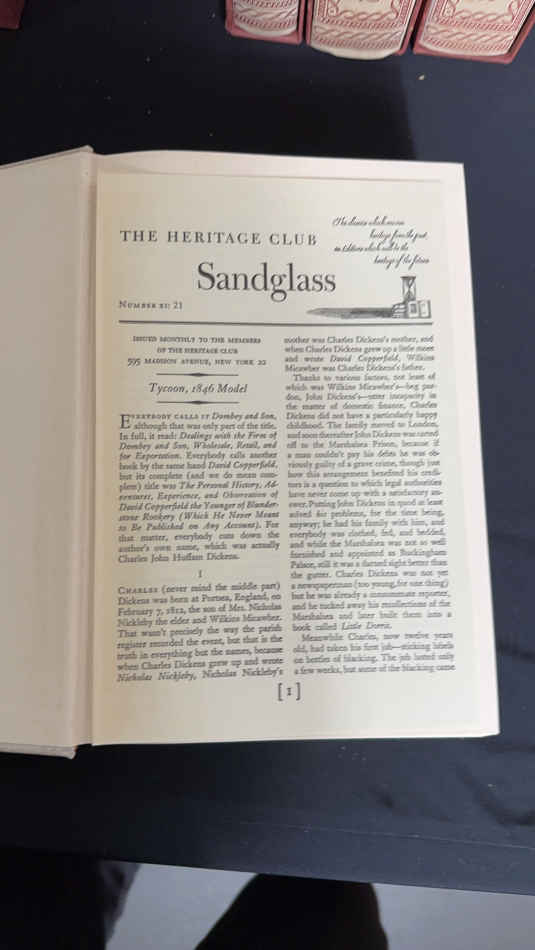 THE HERITAGE CLUB
(The classics which are our
heritage from the past,
in Editions which will be the
heritage of the future
Sandglass
NUMBER XI: 21
ISSUED MONTHLY TO THE MEMBERS
OF THE HERITAGE CLUB
595 MADISON AVENUE, NEW YORK 22
Tycoon, 1846 Model
EVERYBODY CALLS IT Dombey and Son,
although that was only part of the title.
In full, it read: Dealings with the Firm of
Dombey and Son, Wholesale, Retail, and
for Exportation. Everybody calls another
book by the same hand David Copperfield,
but its complete (and we do mean com-
plete) title was The Personal History, Ad-
ventures, Experience, and Observation of
David Copperfield the Younger of Blunder-
stone Rookery (Which He Never Meant
to Be Published on Any Account). For
that matter, everybody cuts down the
author's own name, which was actually
Charles John Huffam Dickens.
I
CHARLES (never mind the middle part)
Dickens was born at Portsea, England, on
February 7, 1812, the son of Mrs. Nicholas
Nickleby the elder and Wilkins Micawber.
That wasn't precisely the way the parish
register recorded the event, but that is the
truth in everything but the names, because
when Charles Dickens grew up and wrote
Nicholas Nickleby, Nicholas Nickleby's
mother was Charles Dickens's mother, and
when Charles Dickens grew up a little more
and wrote David Copperfield, Wilkins
Micawber was Charles Dickens's father.
Thanks to various factors, not least of
which was Wilkins Micawber's—beg par-
don, John Dickens's—utter incapacity in
the matter of domestic finance, Charles
Dickens did not have a particularly happy
childhood. The family moved to London,
and soon thereafter John Dickens was carted
off to the Marshalsea Prison, because if
a man couldn't pay his debts he was ob-
viously guilty of a grave crime, though just
how this arrangement benefited his credi-
tors is a question to which legal authorities
have never come up with a satisfactory an-
swer. Putting John Dickens in quod at least
solved his problems, for the time being,
anyway; he had his family with him, and
everybody was clothed, fed, and bedded,
and while the Marshalsea was not so well
furnished and appointed as Buckingham
Palace, still it was a darned sight better than
the gutter. Charles Dickens was not yet
a newspaperman (too young, for one thing)
but he was already a consummate reporter,
and he tucked away his recollections of the
Marshalsea and later built them into a
book called Little Dorrit.
Meanwhile Charles, now twelve years
old, had taken his first job—sticking labels
on bottles of blacking. The job lasted only
a few weeks, but some of the blacking came
[ 1 ]